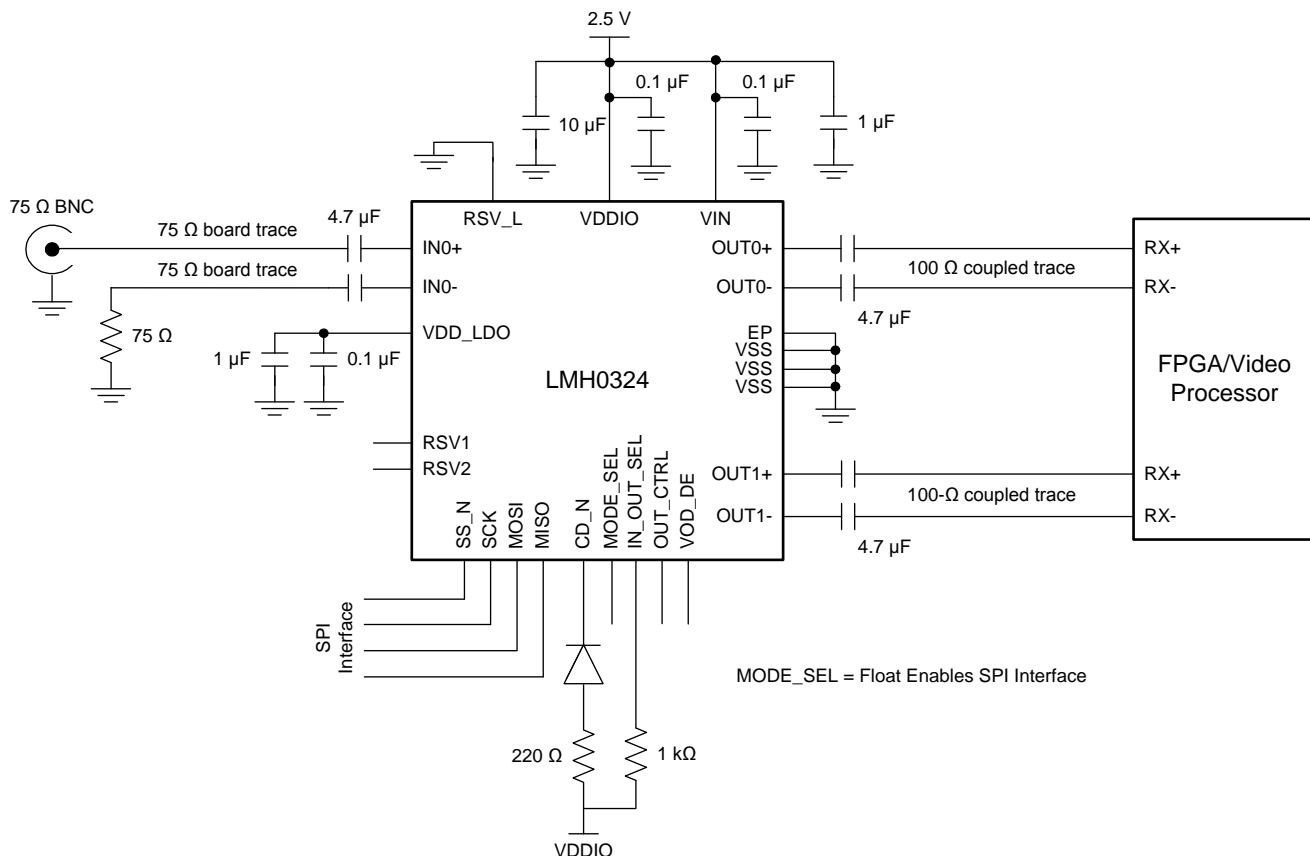 2.5 V
0.1 µF
0.1 µF
10 µF
1 µF
75 Ω BNC
75 Ω board trace
4.7 µF
75 Ω board trace
75 Ω
1 µF
0.1 µF
RSV_L
VDDIO
VIN
IN0+
IN0-
VDD_LDO
LMH0324
RSV1
RSV2
SS_N
SCK
MOSI
MISO
CD_N
MODE_SEL
IN_OUT_SEL
OUT_CTRL
VOD_DE
OUT0+
OUT0-
EP
VSS
VSS
VSS
OUT1+
OUT1-
100 Ω coupled trace
4.7 µF
100-Ω coupled trace
4.7 µF
RX+
RX-
FPGA/Video
Processor
RX+
RX-
SPI
Interface
MODE_SEL = Float Enables SPI Interface
220 Ω
1 kΩ
VDDIO